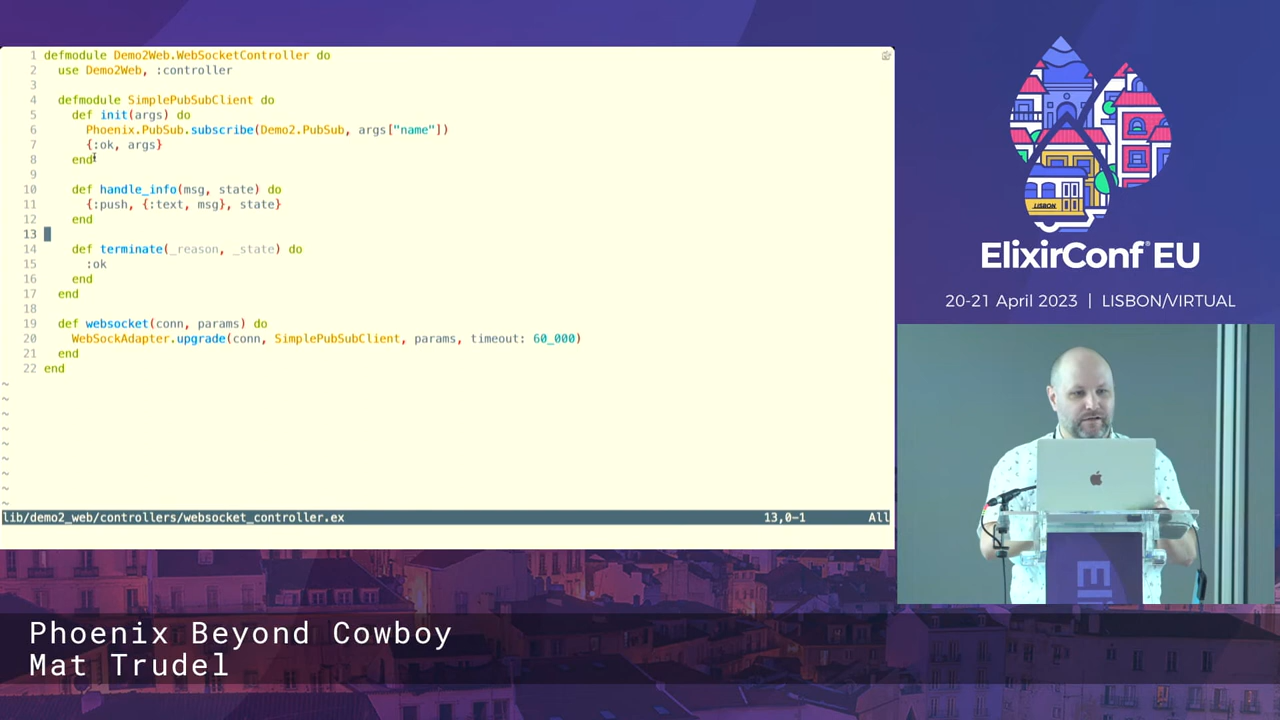 1 defmodule Demo2Web.WebSocketController do
2 use Demo2Web, :controller
3
4 defmodule SimplePubSubClient do
5 def init(args) do
6 Phoenix.PubSub.subscribe(Demo2.PubSub, args["name"])
7 {:ok, args}
8 end
9
10 def handle_info(msg, state) do
11 {:push, {:text, msg}, state}
12 end
13
14 def terminate(_reason, _state) do
15 :ok
16 end
17 end
18
19 def websocket(conn, params) do
20 WebSockAdapter.upgrade(conn, SimplePubSubClient, params, timeout: 60_000)
21 end
22 end
~
~
~
~
~
~
~
~
~
lib/demo2_web/controllers/websocket_controller.ex 13,0-1 All
LISBON
ElixirConf® EU
20-21 April 2023 | LISBON/VIRTUAL
Eli
Phoenix Beyond Cowboy
Mat Trudel